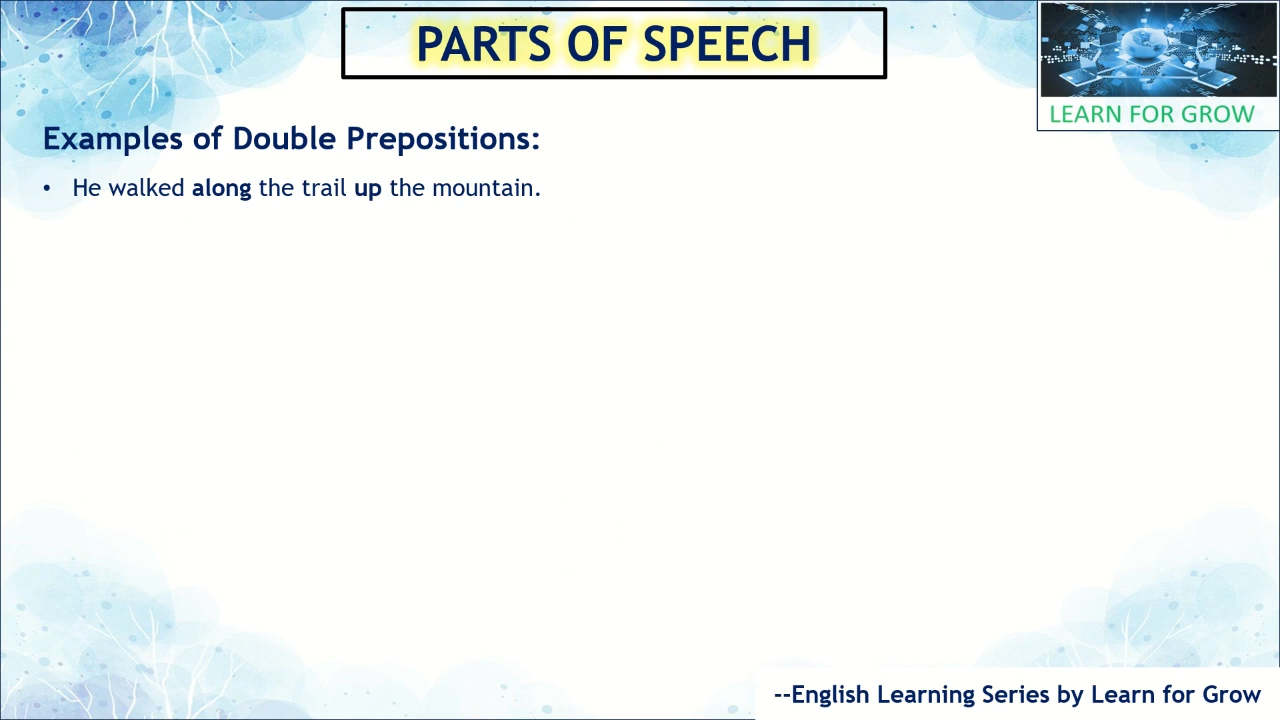 PARTS OF SPEECH
LEARN FOR GROW
Examples of Double Prepositions:
• He walked along the trail up the mountain.
--English Learning Series by Learn for Grow